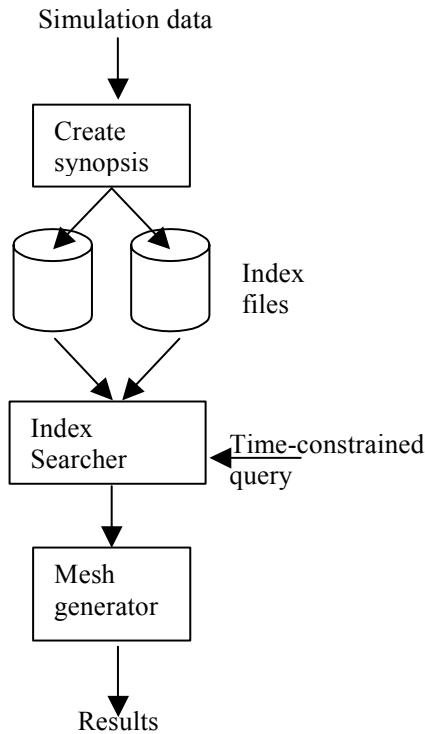 Simulation data
Create
synopsis
Index
files
Index
Searcher
Time-constrained
query
Mesh
generator
Results